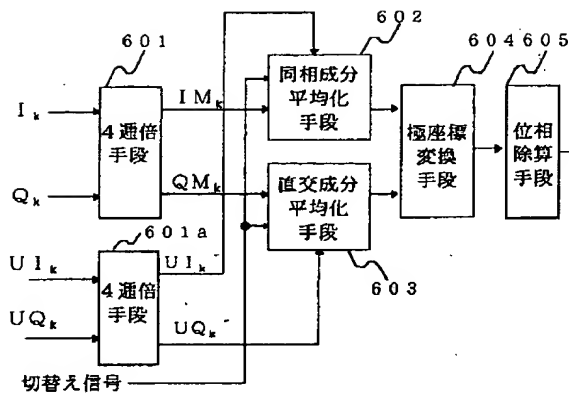 601
602
604
605
I_k
Q_k
4逓倍
手段
IM_k
QM_k
同相成分
平均化
手段
直交成分
平均化
手段
極座標
変換
手段
位相
除算
手段
601a
603
UI_k
UQ_k
4逓倍
手段
UI_k
UQ_k
切替え信号